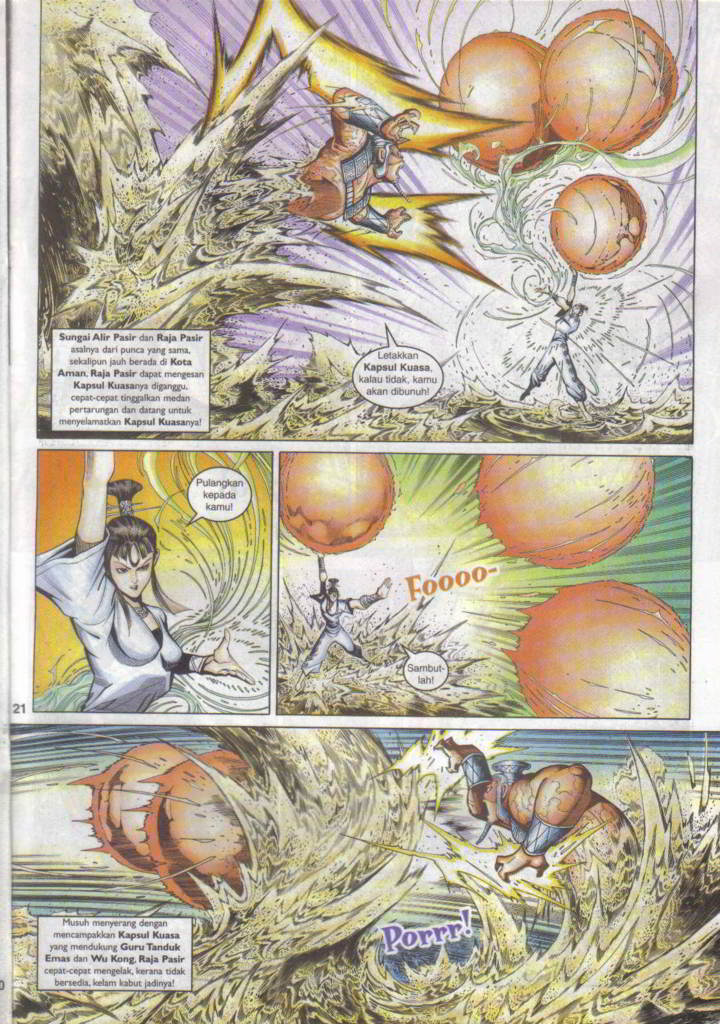 Sungai Alir Pasir dan Raja Pasir
asalnya dari punca yang sama,
sekalipun jauh berada di Kota
Aman, Raja Pasir dapat mengesan
Kapsul Kuasanya diganggu,
cepat-cepat tinggalkan medan
pertarungan dan datang untuk
menyelamatkan Kapsul Kuasanya!
Letakkan
Kapsul Kuasa,
kalau tidak, kamu
akan dibunuh!
Pulangkan
kepada
kamu!
Foooo-
Sambut-
lah!
21
Musuh menyerang dengan
mencampakkan Kapsul Kuasa
yang mendukung Guru Tanduk
Emas dan Wu Kong, Raja Pasir
cepat-cepat mengelak, kerana tidak
bersedia, kelam kabut jadinya!
Porrr!
0